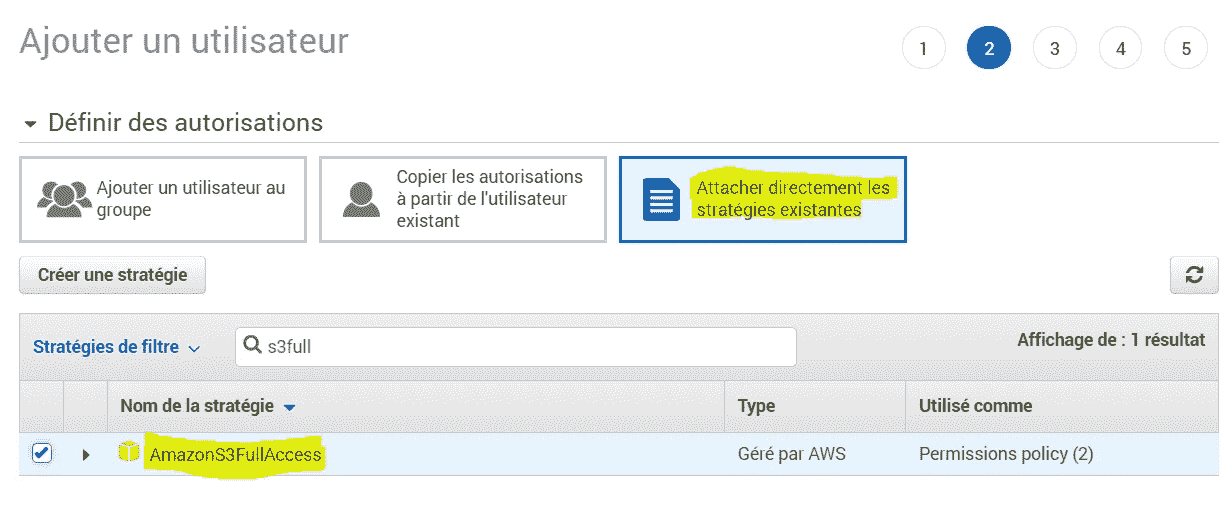 Ajouter un utilisateur
1 2 3 4 5
Définir des autorisations
Ajouter un utilisateur au
groupe
Copier les autorisations
à partir de l'utilisateur
existant
Attacher directement les
stratégies existantes
Créer une stratégie
Stratégies de filtre
s3full
Affichage de : 1 résultat
Nom de la stratégie
Type
Utilisé comme
AmazonS3FullAccess
Géré par AWS
Permissions policy (2)